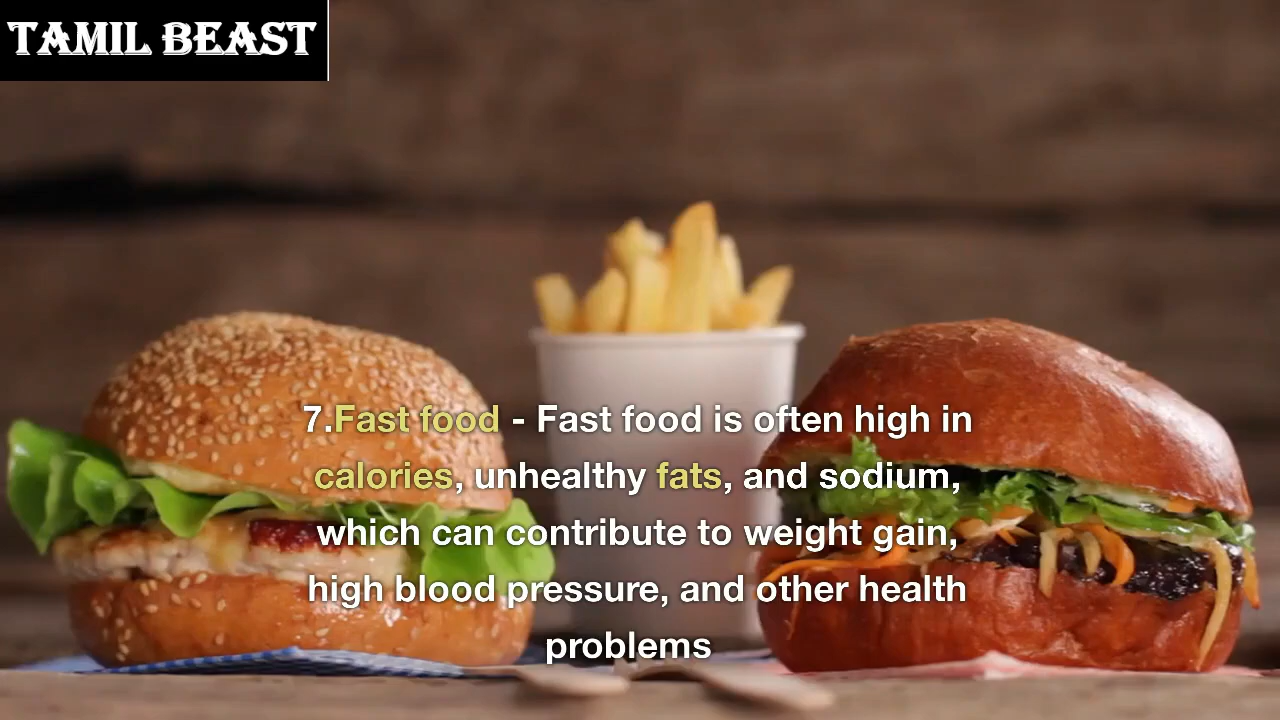 TAMIL BEAST
7.Fast food - Fast food is often high in
calories, unhealthy fats, and sodium,
which can contribute to weight gain,
high blood pressure, and other health
problems